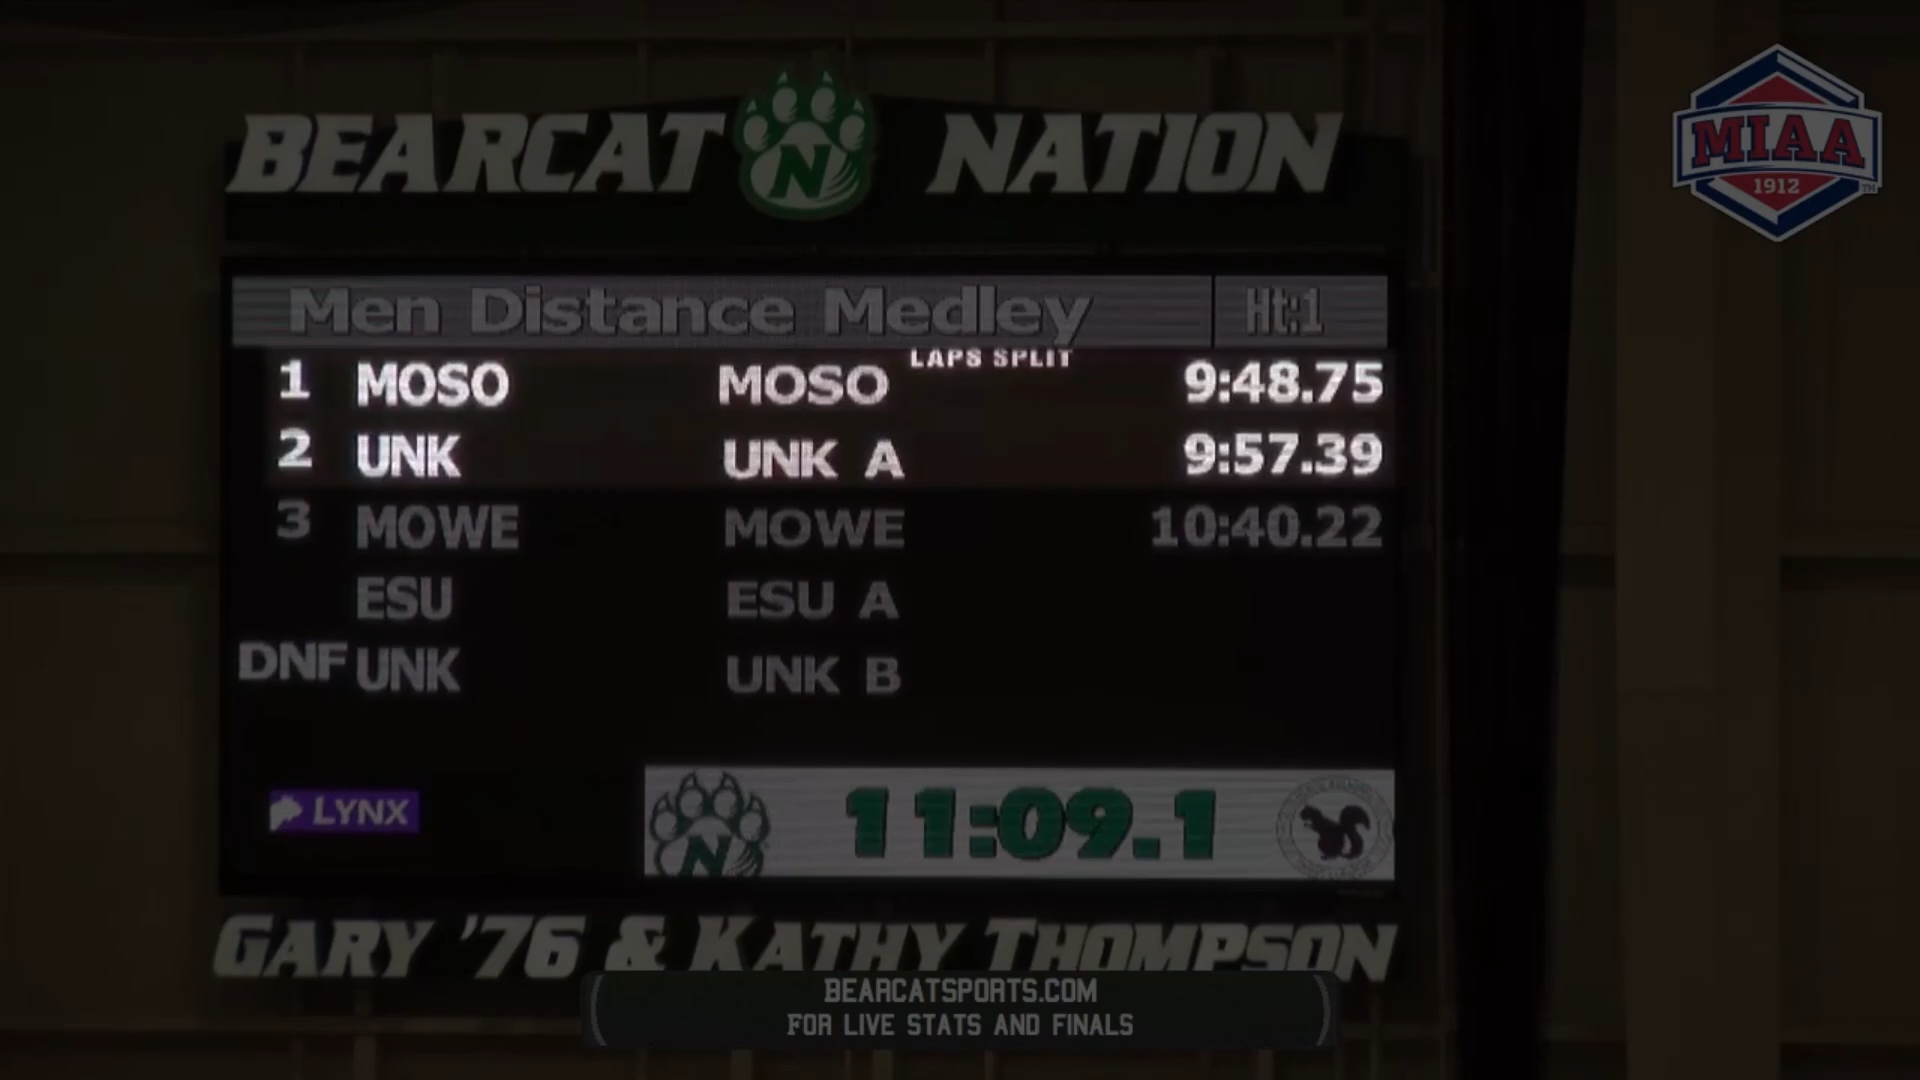 BEARCAT N NATION
MIAA
1912
TM
Men Distance Medley Ht:1
LAPS SPLIT
1 MOSO MOSO 9:48.75
2 UNK UNK A 9:57.39
3 MOWE MOWE 10:40.22
ESU ESU A
DNF UNK UNK B
LYNX
N 11:09.1
GARY '76 & KATHY THOMPSON
BEARCATSPORTS.COM
FOR LIVE STATS AND FINALS